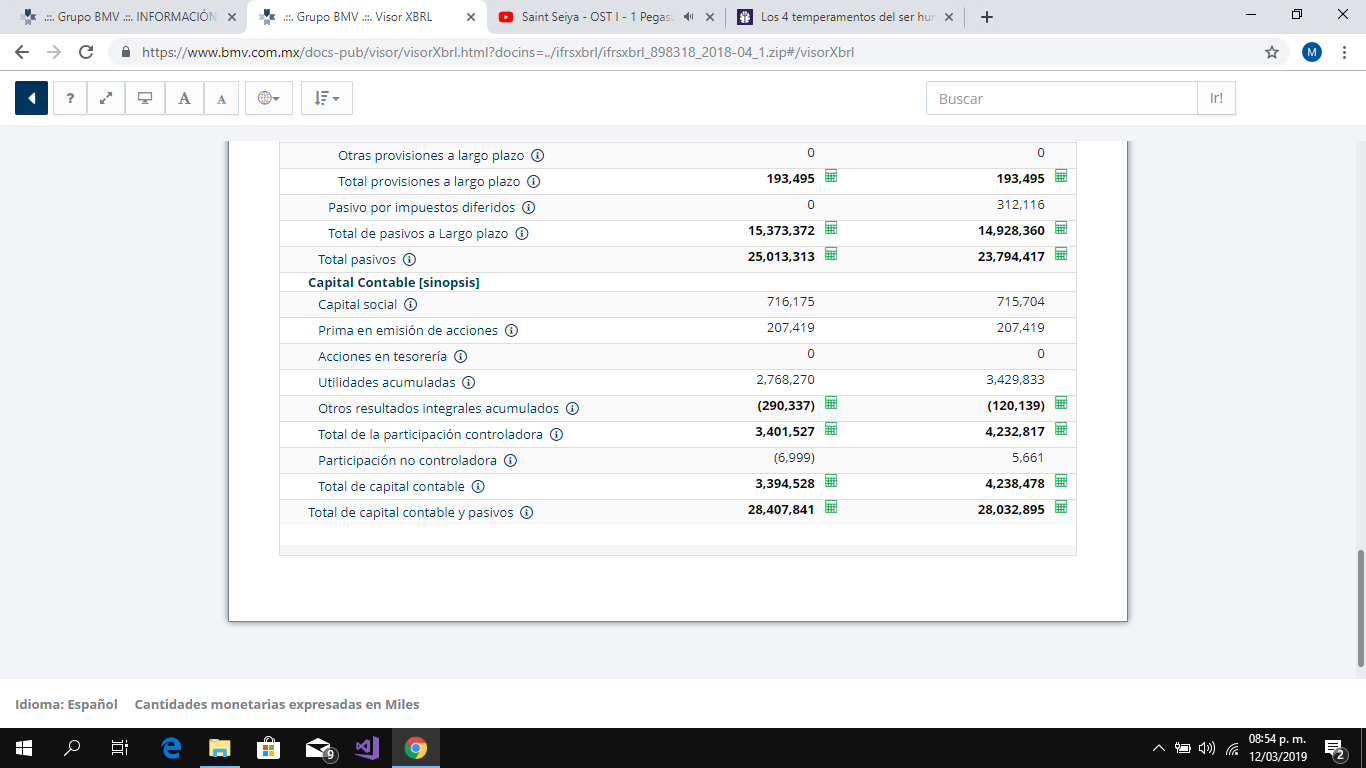 .:::. Grupo BMV .:::. INFORMACIÓN
.:::. Grupo BMV .:::. Visor XBRL
Saint Seiya - OST I - 1 Pegasu
Los 4 temperamentos del ser hur
https://www.bmv.com.mx/docs-pub/visor/visorXbrl.html?docins=../ifrsxbrl/ifrsxbrl_898318_2018-04_1.zip#/visorXbrl
M
? A A
Buscar Ir!
Otras provisiones a largo plazo 0 0
Total provisiones a largo plazo 193,495 193,495
Pasivo por impuestos diferidos 0 312,116
Total de pasivos a Largo plazo 15,373,372 14,928,360
Total pasivos 25,013,313 23,794,417
Capital Contable [sinopsis]
Capital social 716,175 715,704
Prima en emisión de acciones 207,419 207,419
Acciones en tesorería 0 0
Utilidades acumuladas 2,768,270 3,429,833
Otros resultados integrales acumulados (290,337) (120,139)
Total de la participación controladora 3,401,527 4,232,817
Participación no controladora (6,999) 5,661
Total de capital contable 3,394,528 4,238,478
Total de capital contable y pasivos 28,407,841 28,032,895
Idioma: Español Cantidades monetarias expresadas en Miles
9
08:54 p. m.
12/03/2019
2